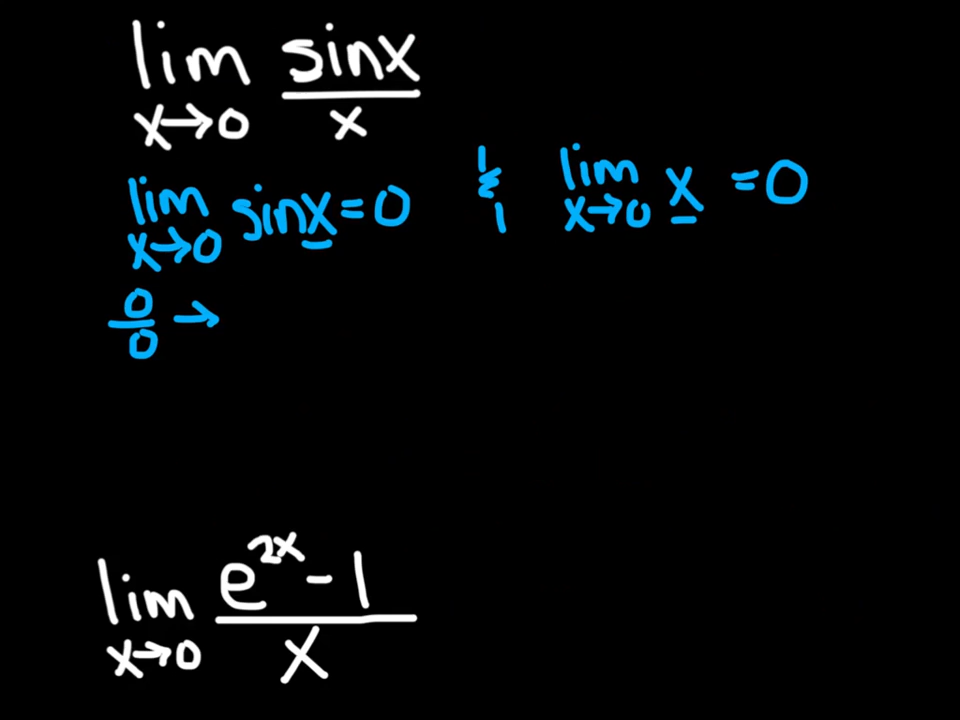 lim x→0 sinx/x
lim x→0 sinx = 0 & lim x→0 x = 0
0/0 →
lim x→0 e^2x - 1/x